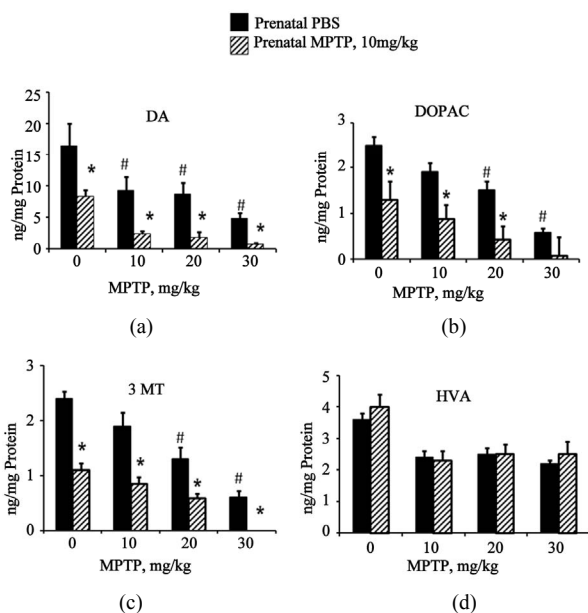 Prenatal PBS
Prenatal MPTP, 10mg/kg
DA
ng/mg Protein
25
20
15
10
5
0
#
#
#
*
*
*
*
0 10 20 30
MPTP, mg/kg
(a)
DOPAC
ng/mg Protein
3
2
1
0
*
*
#
*
#
0 10 20 30
MPTP, mg/kg
(b)
3 MT
ng/mg Protein
3
2
1
0
*
*
#
*
#
*
0 10 20 30
MPTP, mg/kg
(c)
HVA
ng/mg Protein
5
4
3
2
1
0
0 10 20 30
MPTP, mg/kg
(d)